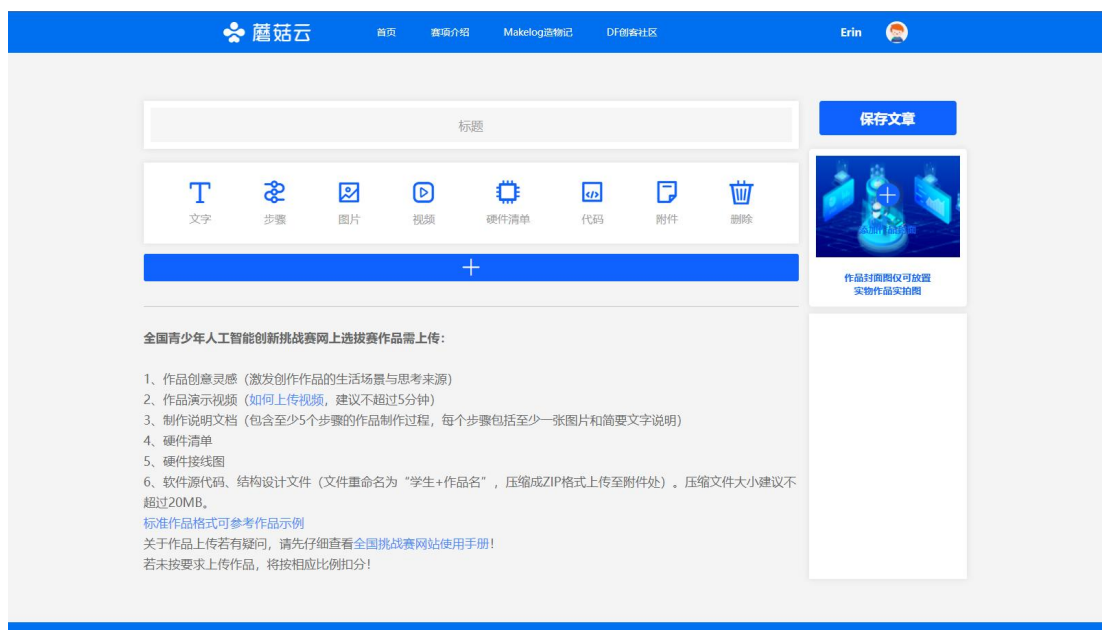 蘑菇云
首页 赛项介绍 Makelog造物记 DF创客社区 Erin
标题
保存文章
文字 步骤 图片 视频 硬件清单 代码 附件 删除
作品封面图仅可放置
实物作品实拍图
全国青少年人工智能创新挑战赛网上选拔赛作品需上传:
1、作品创意灵感（激发创作作品的生活场景与思考来源）
2、作品演示视频（如何上传视频，建议不超过5分钟）
3、制作说明文档（包含至少5个步骤的作品制作过程，每个步骤包括至少一张图片和简要文字说明）
4、硬件清单
5、硬件接线图
6、软件源代码、结构设计文件（文件重命名为“学生+作品名”，压缩成ZIP格式上传至附件处）。压缩文件大小建议不
超过20MB。
标准作品格式可参考作品示例
关于作品上传若有疑问，请先仔细查看全国挑战赛网站使用手册!
若未按要求上传作品，将按相应比例扣分!